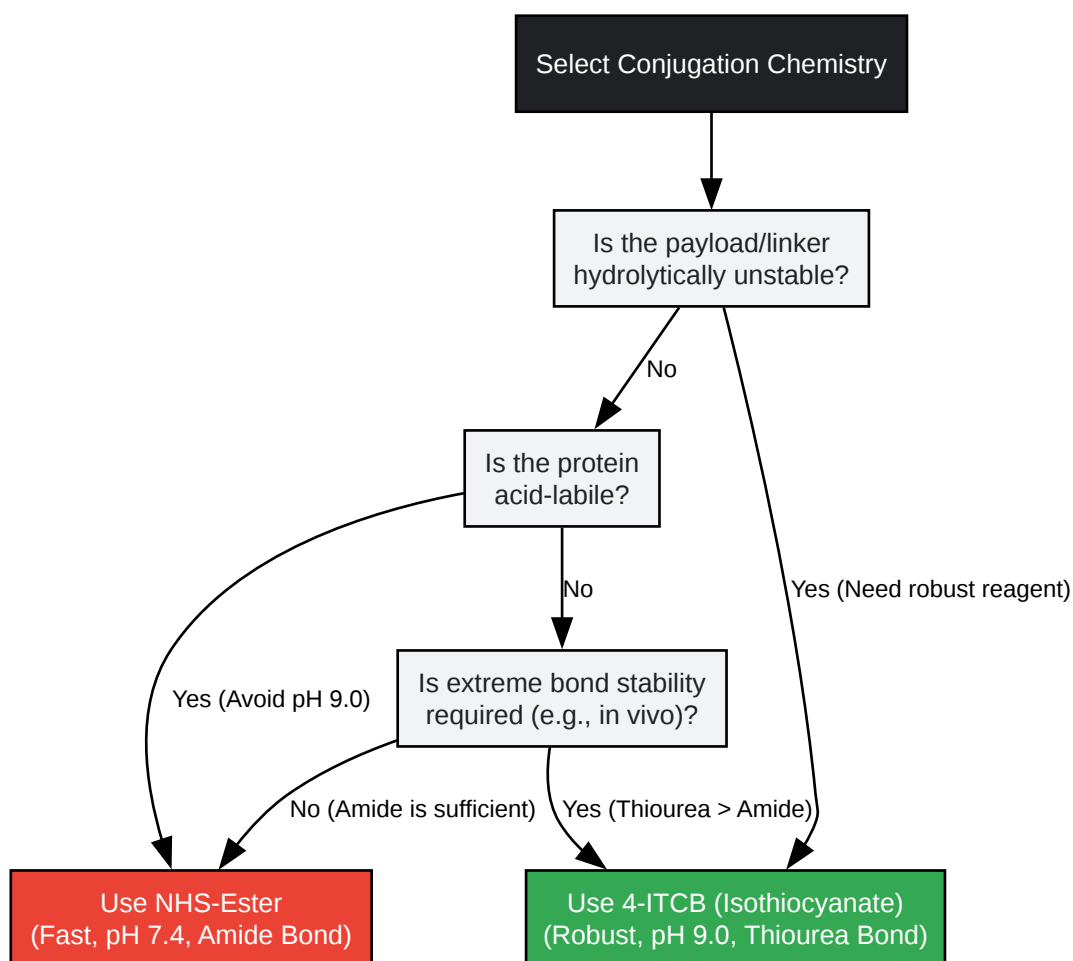 Select Conjugation Chemistry
Is the payload/linker
hydrolytically unstable?
No
Is the protein
acid-labile?
No
Yes (Need robust reagent)
Is extreme bond stability
required (e.g., in vivo)?
Yes (Avoid pH 9.0)
No (Amide is sufficient)
Yes (Thiourea > Amide)
Use NHS-Ester
(Fast, pH 7.4, Amide Bond)
Use 4-ITCB (Isothiocyanate)
(Robust, pH 9.0, Thiourea Bond)